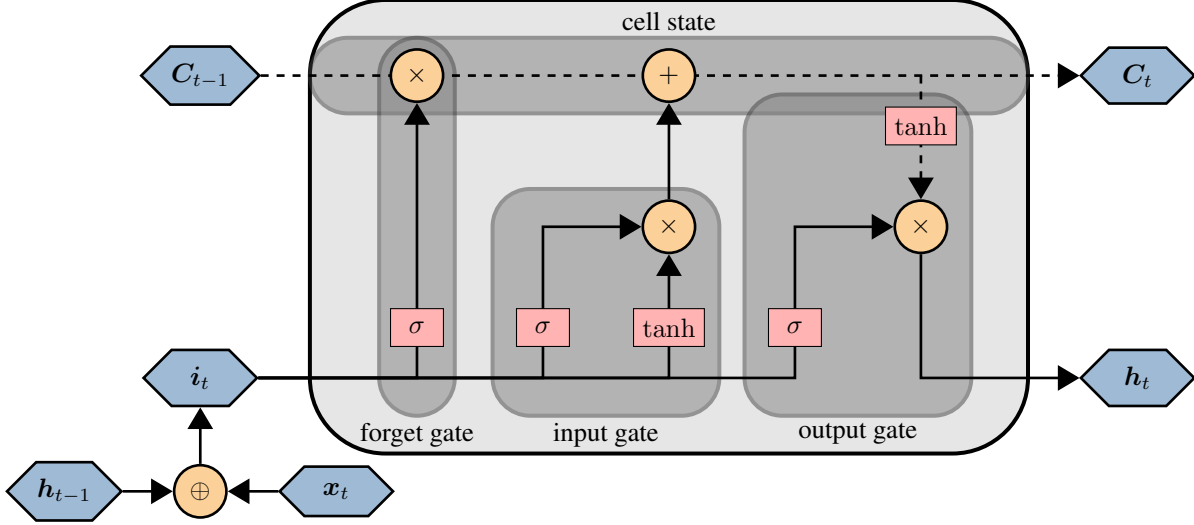 cell state
C_{t-1}
×
+
C_t
tanh
×
×
σ
σ
tanh
σ
i_t
h_t
forget gate
input gate
output gate
h_{t-1}
⊕
x_t